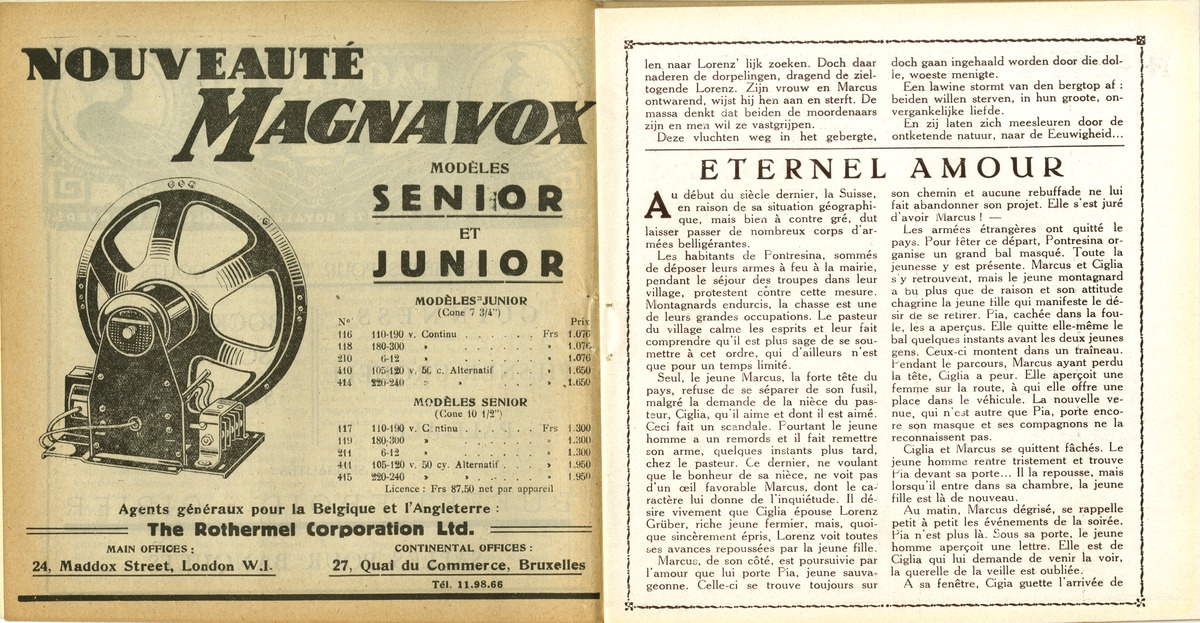 NOUVEAUTÉ
MAGNAVOX
MODÈLES
SENIOR
ET
JUNIOR
MODÈLES JUNIOR
(Cone 7 3/4")
N° Prix
116 110-190 v. Continu . . . . . . Frs 1.076
118 180-300 » . . . . . . » 1.076
210 6-12 » . . . . . . » 1.076
410 105-120 v. 50 c. Alternatif . . . . » 1.650
414 220-240 » » . . . . » 1.650
MODÈLES SENIOR
(Cone 10 1/2")
117 110-190 v. Continu . . . . . . Frs 1.300
119 180-300 » . . . . . . » 1.300
211 6-12 » . . . . . . » 1.300
411 105-120 v. 50 cy. Alternatif . . . . » 1.950
415 220-240 » » . . . . » 1.950
Licence : Frs 87,50 net par appareil
Agents généraux pour la Belgique et l'Angleterre :
The Rothermel Corporation Ltd.
MAIN OFFICES :
24, Maddox Street, London W.I.
CONTINENTAL OFFICES :
27, Quai du Commerce, Bruxelles
Tél. 11.98.66
len naar Lorenz' lijk zoeken. Doch daar
naderen de dorpelingen, dragend de ziel-
togende Lorenz. Zijn vrouw en Marcus
ontwarend, wijst hij hen aan en sterft. De
massa denkt dat beiden de moordenaars
zijn en men wil ze vastgrijpen.
Deze vluchten weg in het gebergte,
doch gaan ingehaald worden door die dol-
le, woeste menigte.
Een lawine stormt van den bergtop af :
beiden willen sterven, in hun groote, on-
vergankelijke liefde.
En zij laten zich meesleuren door de
ontketende natuur, naar de Eeuwigheid...
ETERNEL AMOUR
Au début du siècle dernier, la Suisse,
en raison de sa situation géographi-
que, mais bien à contre gré, dut
laisser passer de nombreux corps d'ar-
mées belligérantes.
Les habitants de Pontresina, sommés
de déposer leurs armes à feu à la mairie,
pendant le séjour des troupes dans leur
village, protestent contre cette mesure.
Montagnards endurcis, la chasse est une
de leurs grandes occupations. Le pasteur
du village calme les esprits et leur fait
comprendre qu'il est plus sage de se sou-
mettre à cet ordre, qui d'ailleurs n'est
que pour un temps limité.
Seul, le jeune Marcus, la forte tête du
pays, refuse de se séparer de son fusil,
malgré la demande de la nièce du pas-
teur, Ciglia, qu'il aime et dont il est aimé.
Ceci fait un scandale. Pourtant le jeune
homme a un remords et il fait remettre
son arme, quelques instants plus tard,
chez le pasteur. Ce dernier, ne voulant
que le bonheur de sa nièce, ne voit pas
d'un œil favorable Marcus, dont le ca-
ractère lui donne de l'inquiétude. Il dé-
sire vivement que Ciglia épouse Lorenz
Grüber, riche jeune fermier, mais, quoi-
que sincèrement épris, Lorenz voit toutes
ses avances repoussées par la jeune fille.
Marcus, de son côté, est poursuivie par
l'amour que lui porte Pia, jeune sauva-
geonne. Celle-ci se trouve toujours sur
son chemin et aucune rebuffade ne lui
fait abandonner son projet. Elle s'est juré
d'avoir Marcus ! —
Les armées étrangères ont quitté le
pays. Pour fêter ce départ, Pontresina or-
ganise un grand bal masqué. Toute la
jeunesse y est présente. Marcus et Ciglia
s'y retrouvent, mais le jeune montagnard
a bu plus que de raison et son attitude
chagrine la jeune fille qui manifeste le dé-
sir de se retirer. Pia, cachée dans la fou-
le, les a aperçus. Elle quitte elle-même le
bal quelques instants avant les deux jeunes
gens. Ceux-ci montent dans un traîneau.
Pendant le parcours, Marcus ayant perdu
la tête, Ciglia a peur. Elle aperçoit une
femme sur la route, à qui elle offre une
place dans le véhicule. La nouvelle ve-
nue, qui n'est autre que Pia, porte enco-
re son masque et ses compagnons ne la
reconnaissent pas.
Ciglia et Marcus se quittent fâchés. Le
jeune homme rentre tristement et trouve
Pia devant sa porte... Il la repousse, mais
lorsqu'il entre dans sa chambre, la jeune
fille est là de nouveau.
Au matin, Marcus dégrisé, se rappelle
petit à petit les événements de la soirée.
Pia n'est plus là. Sous sa porte, le jeune
homme aperçoit une lettre. Elle est de
Ciglia qui lui demande de venir la voir,
la querelle de la veille est oubliée.
A sa fenêtre, Cigia guette l'arrivée de